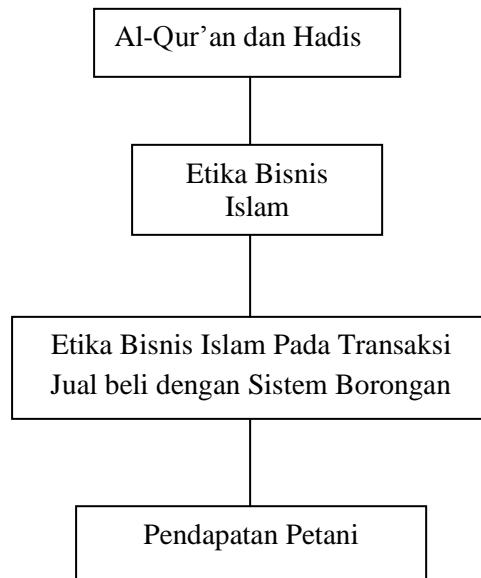 Al-Qur’an dan Hadis
Etika Bisnis
Islam
Etika Bisnis Islam Pada Transaksi
Jual beli dengan Sistem Borongan
Pendapatan Petani